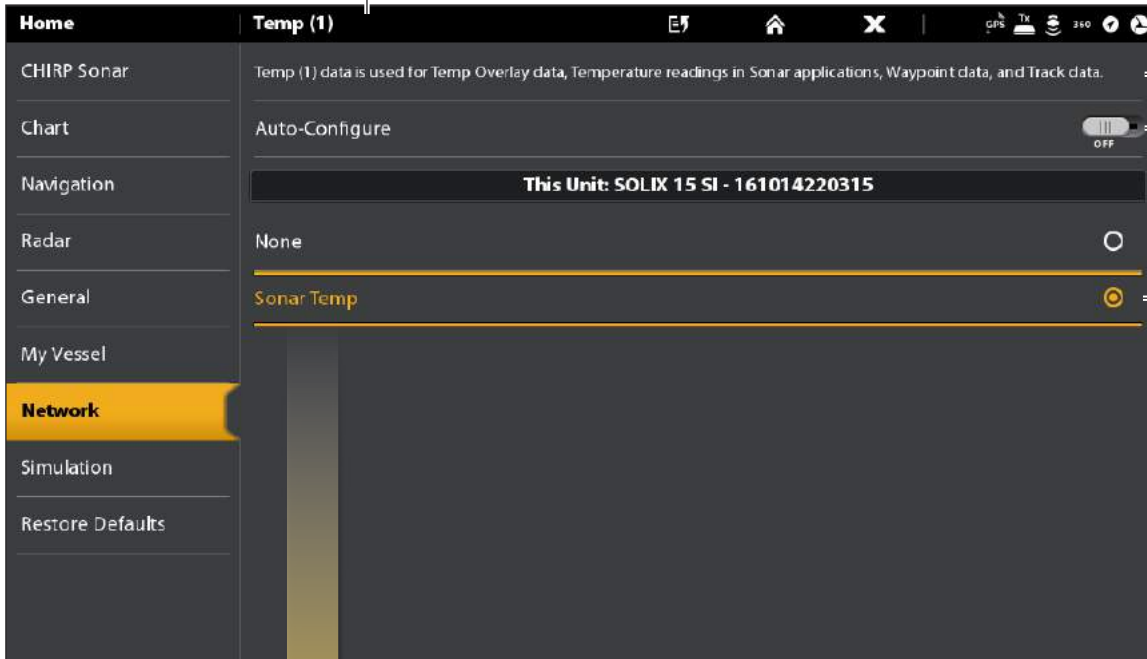 Home
Temp (1)
GPS Tx 360
CHIRP Sonar
Chart
Navigation
Radar
General
My Vessel
Network
Simulation
Restore Defaults
Temp (1) data is used for Temp Overlay data, Temperature readings in Sonar applications, Waypoint data, and Track data.
Auto-Configure
OFF
This Unit: SOLIX 15 SI - 161014220315
None
Sonar Temp